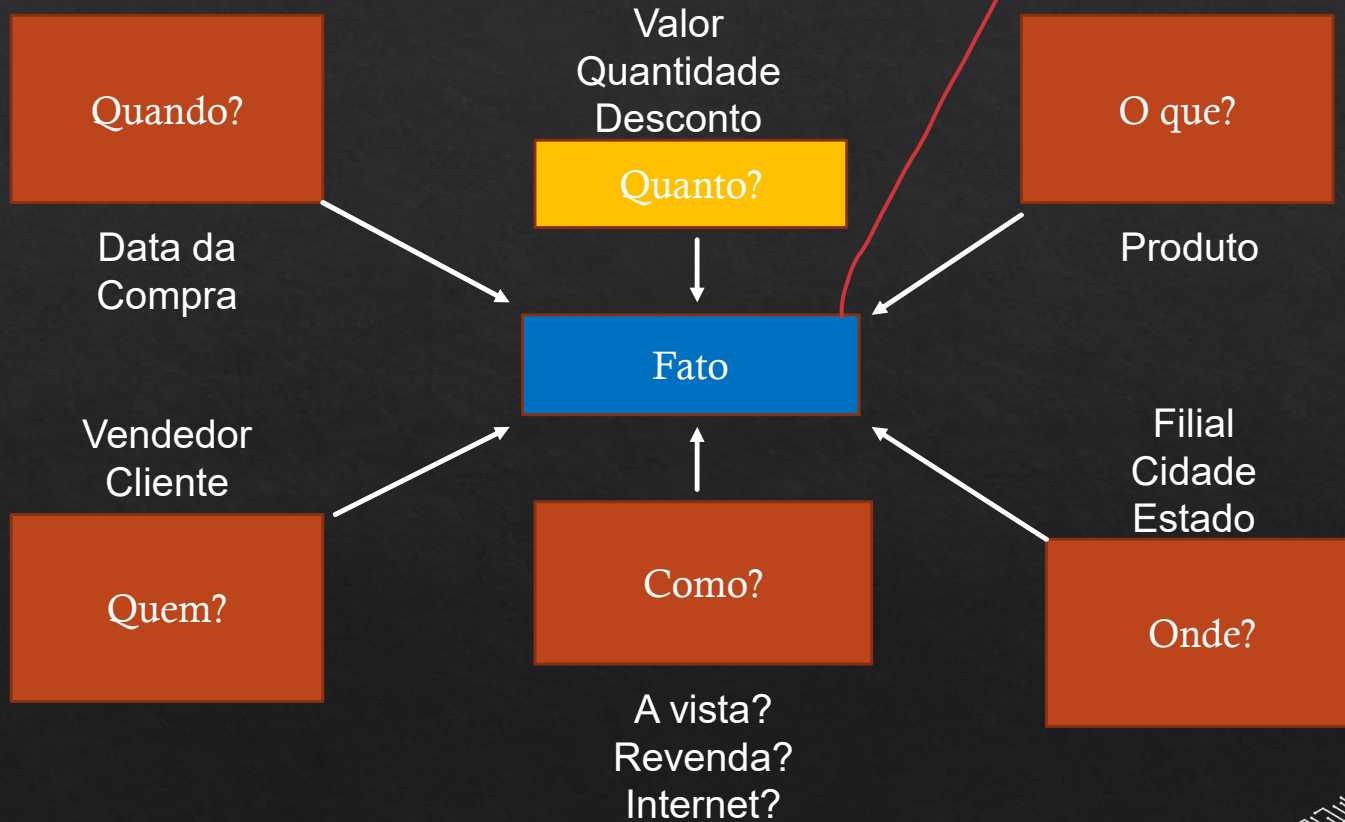 Quando?
Data da
Compra
Valor
Quantidade
Desconto
Quanto?
O que?
Produto
Fato
Vendedor
Cliente
Quem?
Como?
A vista?
Revenda?
Internet?
Filial
Cidade
Estado
Onde?